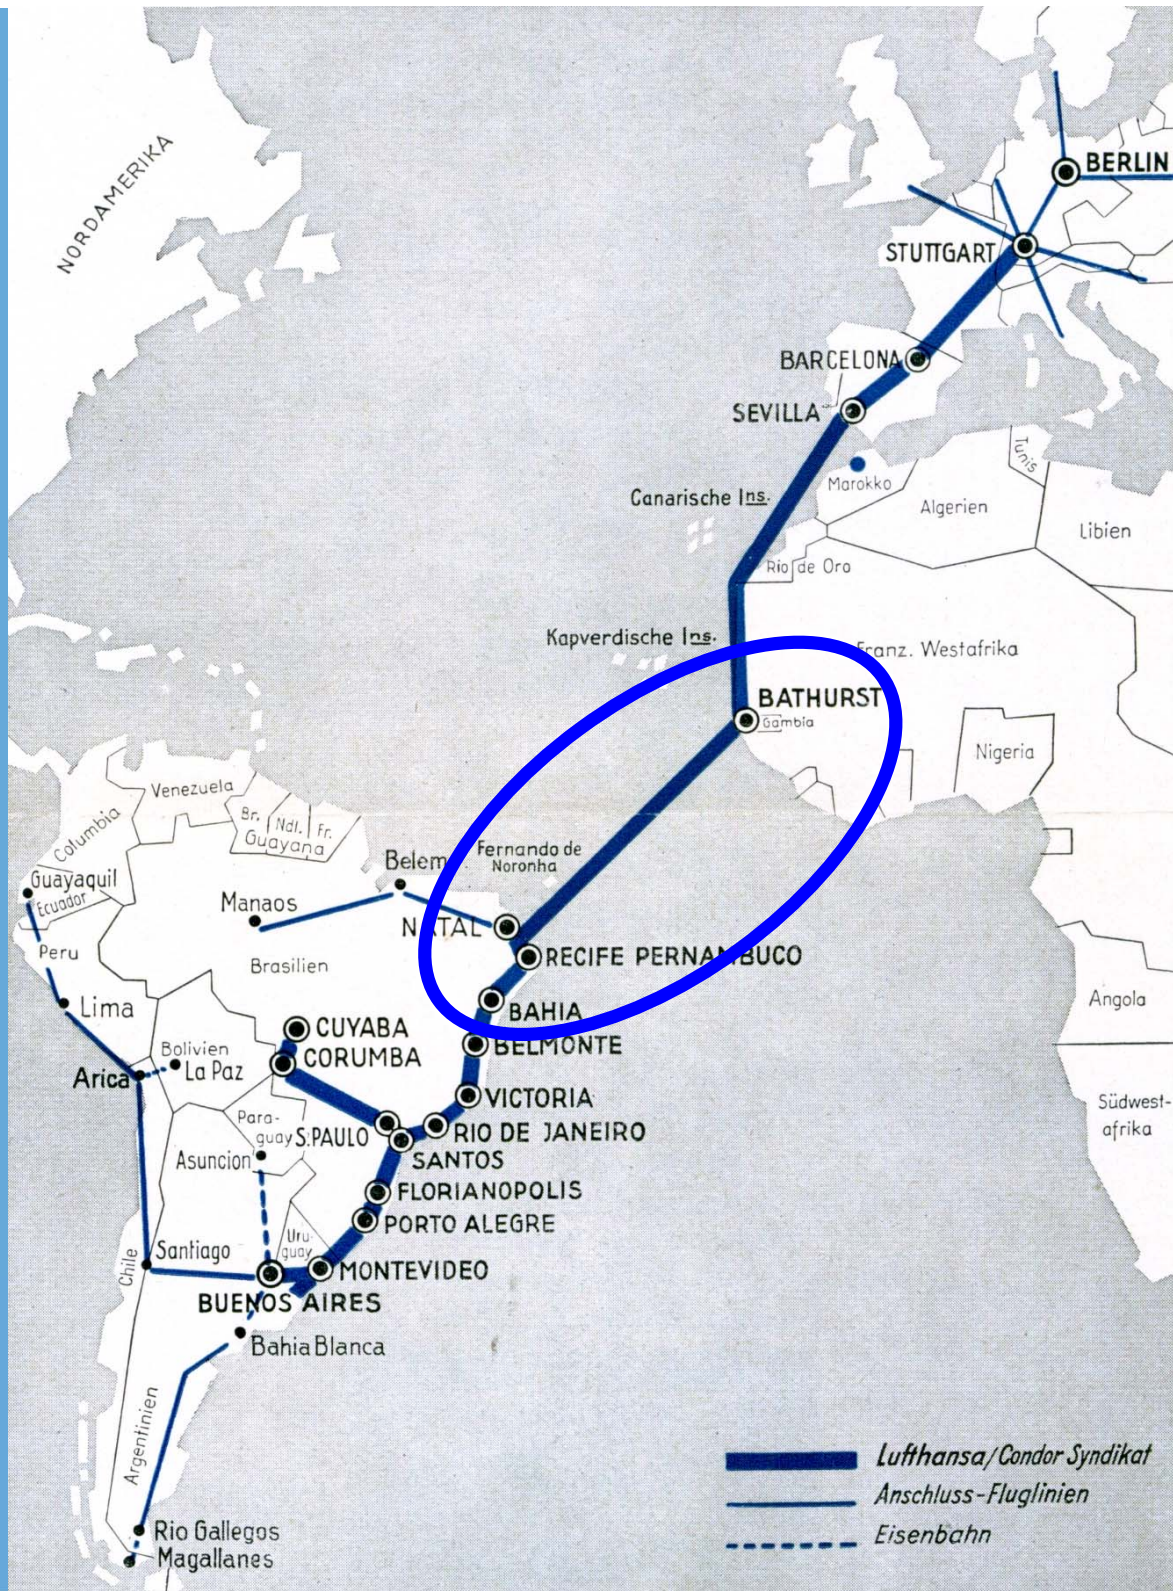 NORDAMERIKA
BERLIN
STUTTGART
BARCELONA
SEVILLA
Marokko
Tunis
Algerien
Libien
Canarische Ins.
Rio de Oro
Kapverdische Ins.
Franz. Westafrika
BATHURST
Gambia
Nigeria
Venezuela
Columbia
Br.
Ndl.
Fr.
Guayana
Fernando de
Noronha
Belem
Guayaquil
Ecuador
Manaos
NATAL
Peru
Brasilien
RECIFE PERNAMBUCO
Lima
BAHIA
Angola
CUYABA
BELMONTE
CORUMBA
Bolivien
La Paz
Arica
VICTORIA
Südwest-
afrika
Para-
guay
S.PAULO
RIO DE JANEIRO
Asuncion
SANTOS
FLORIANOPOLIS
PORTO ALEGRE
Uru-
guay
Santiago
Chile
MONTEVIDEO
BUENOS AIRES
Bahia Blanca
Argentinien
Lufthansa/Condor Syndikat
Anschluss-Fluglinien
Eisenbahn
Rio Gallegos
Magallanes